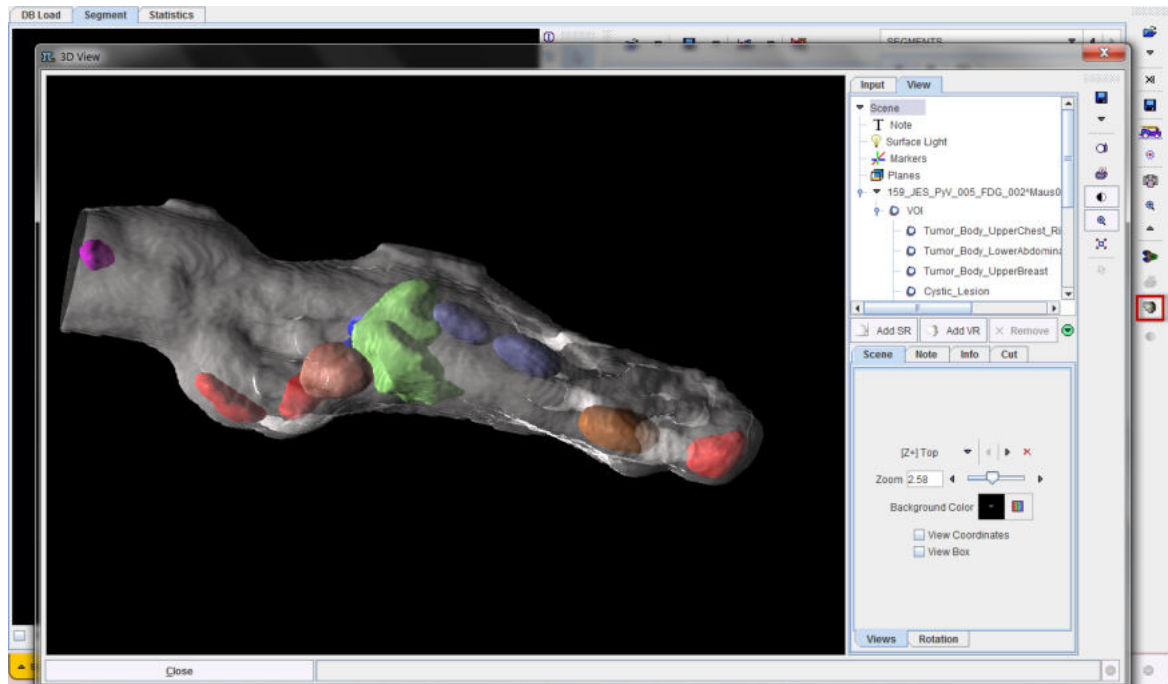 DB Load Segment Statistics
SEGMENTS
3D View
Input View
Scene
Note
Surface Light
Markers
Planes
159_JES_PyV_005_FDG_002*Maus0
VOI
Tumor_Body_UpperChest_Ri
Tumor_Body_LowerAbdomina
Tumor_Body_UpperBreast
Cystic_Lesion
Add SR Add VR Remove
Scene Note Info Cut
[Z+] Top
Zoom 2.58
Background Color
View Coordinates
View Box
Views Rotation
Close